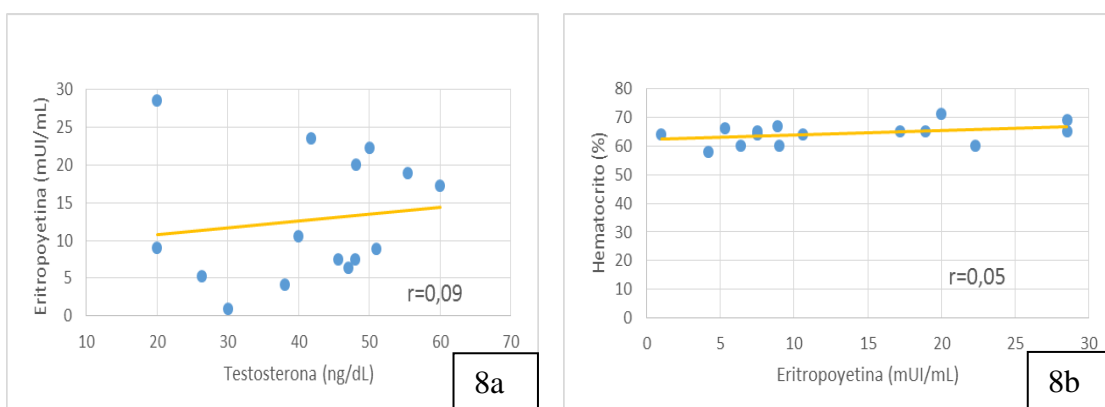 Eritropoyetina (mUI/mL)
30
25
20
15
10
5
0
10 20 30 40 50 60 70
Testosterona (ng/dL)
r=0,09
8a
Hematocrito (%)
80
70
60
50
40
30
20
10
0
0 5 10 15 20 25 30
Eritropoyetina (mUI/mL)
r=0,05
8b